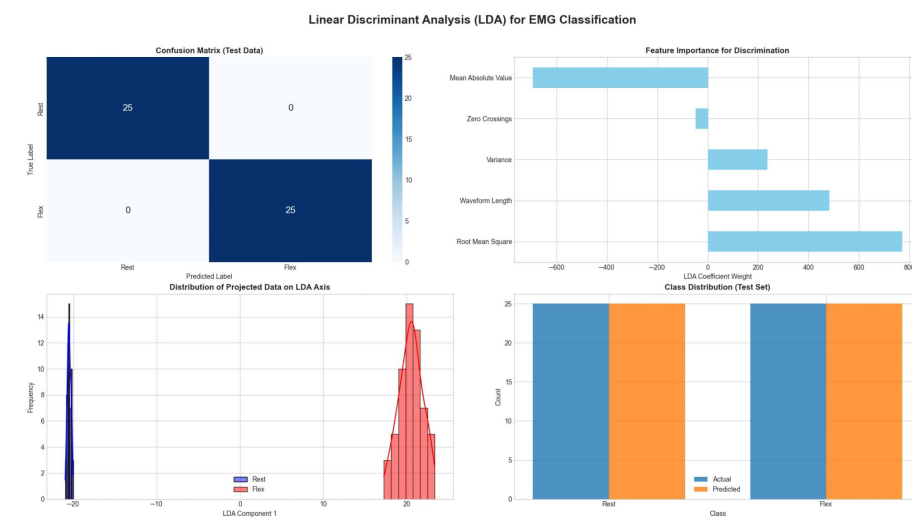 Linear Discriminant Analysis (LDA) for EMG Classification
Confusion Matrix (Test Data)
True Label
Rest
Flex
25
0
0
25
Rest
Flex
Predicted Label
25
20
15
10
5
0
Feature Importance for Discrimination
Mean Absolute Value
Zero Crossings
Variance
Waveform Length
Root Mean Square
−600
−400
−200
0
200
400
600
LDA Coefficient Weight
Distribution of Projected Data on LDA Axis
Frequency
14
12
10
8
6
4
2
0
Rest
Flex
−20
−10
0
10
20
LDA Component 1
Class Distribution (Test Set)
Count
25
20
15
10
5
0
Actual
Predicted
Rest
Flex
Class